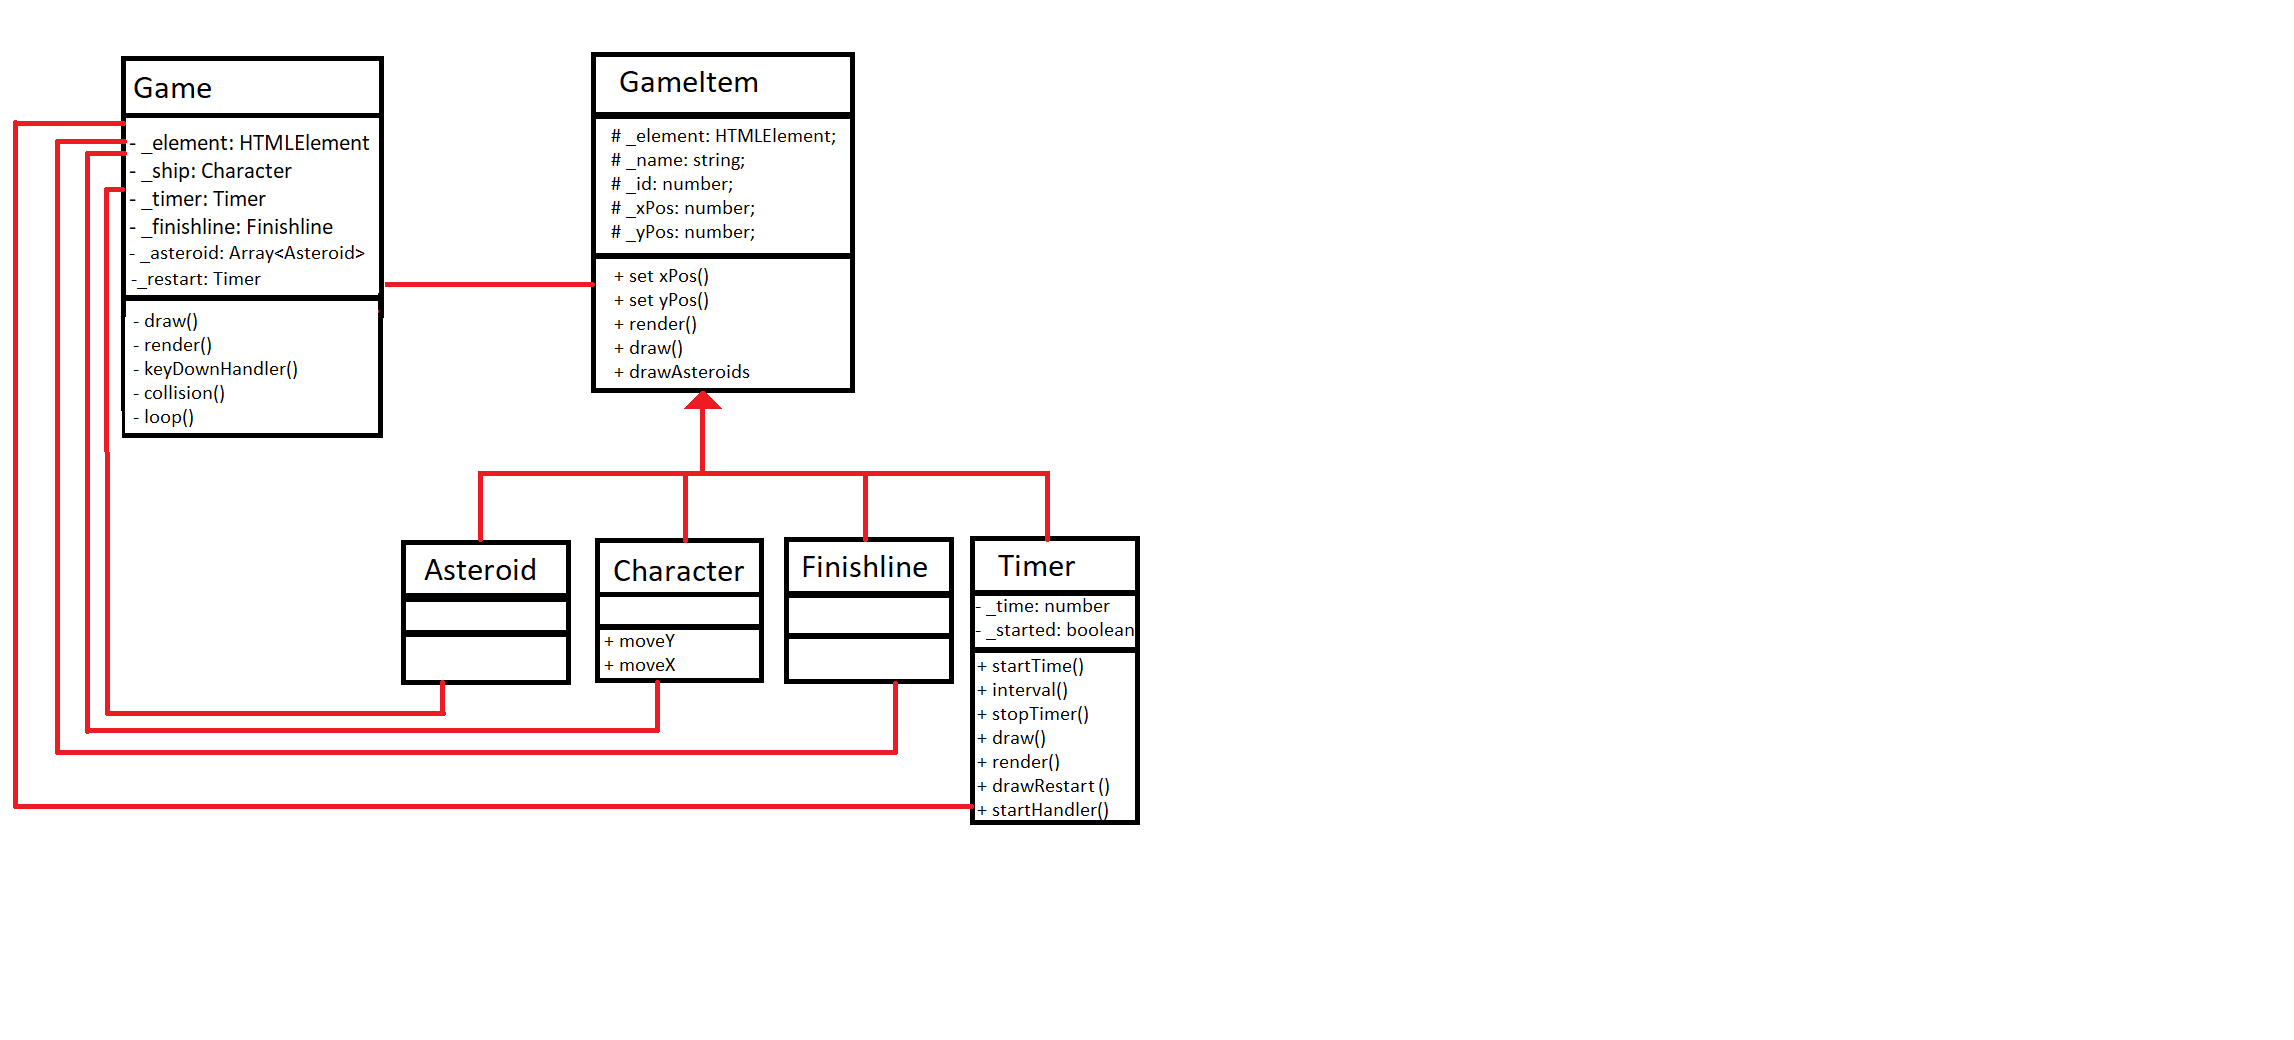 Game
- _element: HTMLElement
- _ship: Character
- _timer: Timer
- _finishline: Finishline
- _asteroid: Array<Asteroid>
-_restart: Timer
- draw()
- render()
- keyDownHandler()
- collision()
- loop()
GameItem
# _element: HTMLElement;
# _name: string;
# _id: number;
# _xPos: number;
# _yPos: number;
+ set xPos()
+ set yPos()
+ render()
+ draw()
+ drawAsteroids
Asteroid
Character
+ moveY
+ moveX
Finishline
Timer
- _time: number
- _started: boolean
+ startTime()
+ interval()
+ stopTimer()
+ draw()
+ render()
+ drawRestart ()
+ startHandler()